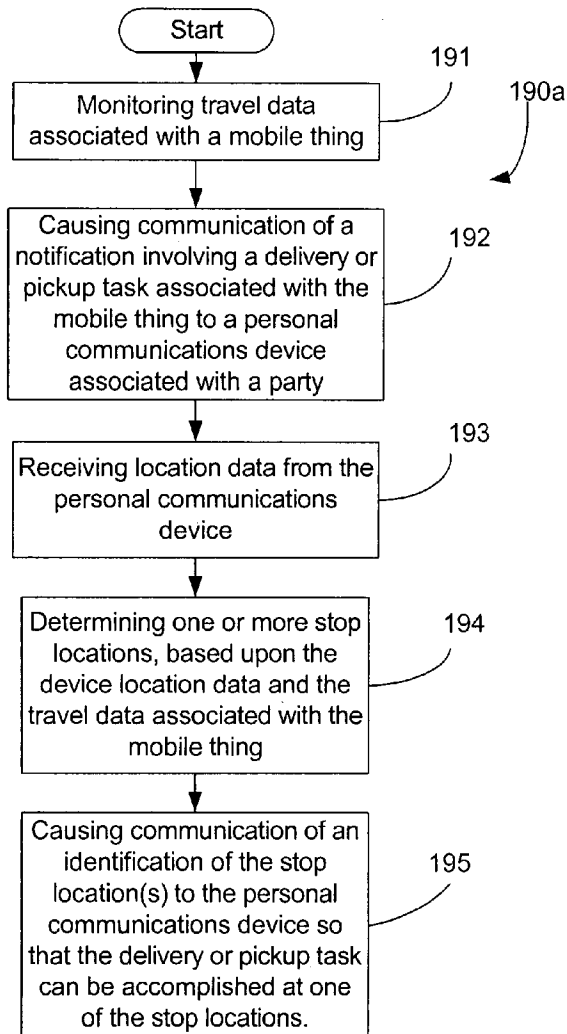 Start
191
Monitoring travel data
associated with a mobile thing
190a
Causing communication of a
notification involving a delivery or
pickup task associated with the
mobile thing to a personal
communications device
associated with a party
192
Receiving location data from the
personal communications
device
193
Determining one or more stop
locations, based upon the
device location data and the
travel data associated with the
mobile thing
194
Causing communication of an
identification of the stop
location(s) to the personal
communications device so
that the delivery or pickup task
can be accomplished at one
of the stop locations.
195